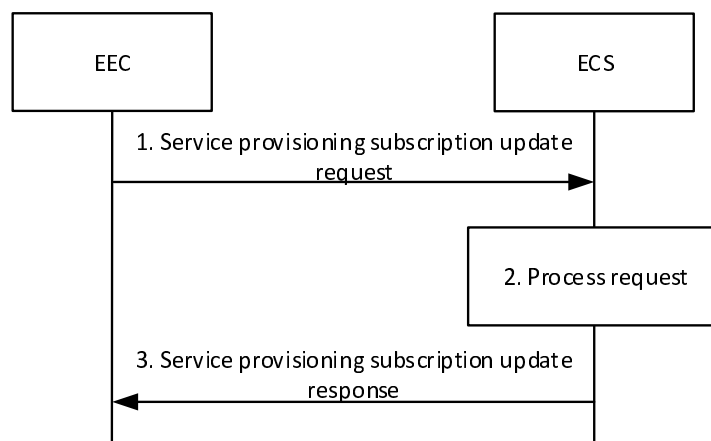 EEC
ECS
1. Service provisioning subscription update
request
2. Process request
3. Service provisioning subscription update
response